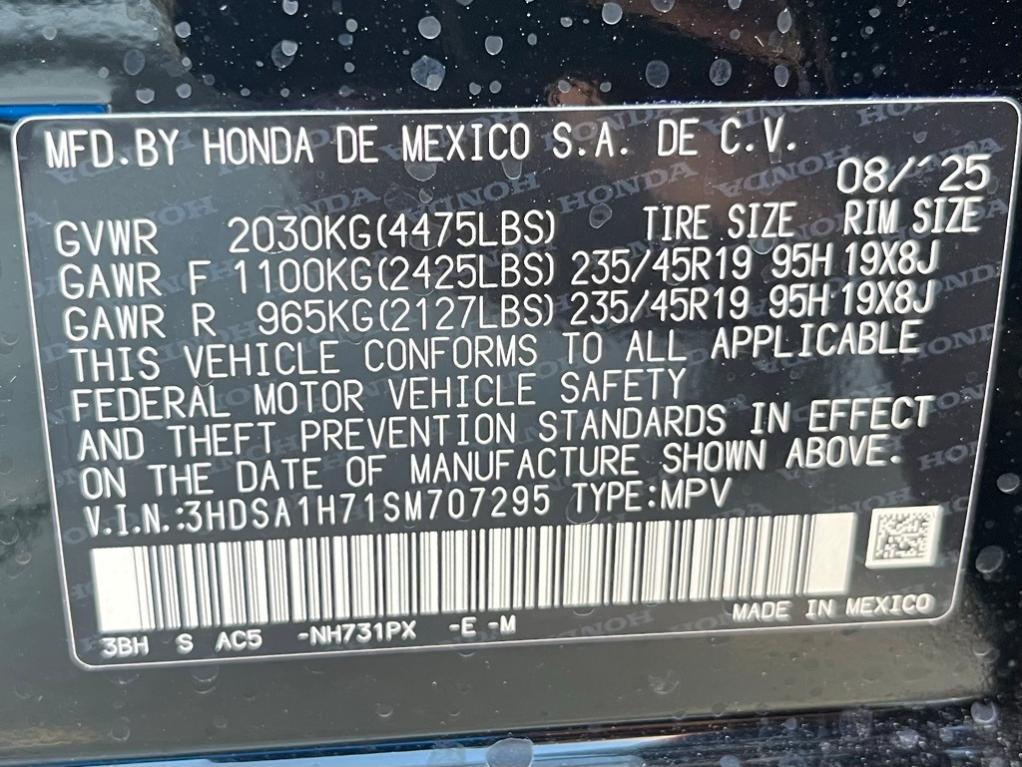 MFD.BY HONDA DE MEXICO S.A. DE C.V.
08/ 25
TIRE SIZE RIM SIZE
GVWR 2030KG(4475LBS)
GAWR F 1100KG(2425LBS) 235/45R19 95H 19X8J
GAWR R 965KG(2127LBS) 235/45R19 95H 19X8J
THIS VEHICLE CONFORMS TO ALL APPLICABLE
FEDERAL MOTOR VEHICLE SAFETY
AND THEFT PREVENTION STANDARDS IN EFFECT
ON THE DATE OF MANUFACTURE SHOWN ABOVE.
V.I.N.:3HDSA1H71SM707295 TYPE:MPV
3BH S AC5 -NH731PX -E -M
MADE IN MEXICO